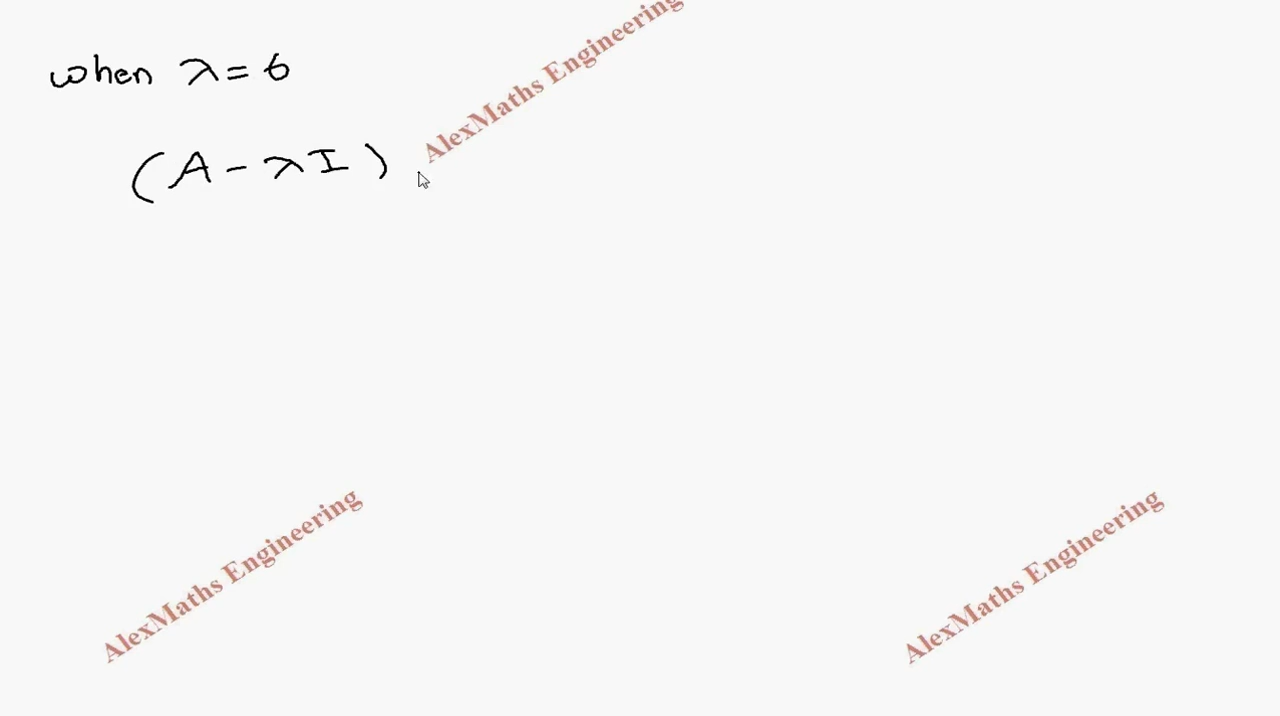 when λ = 6
(A - λI)
AlexMaths Engineering
AlexMaths Engineering
AlexMaths Engineering